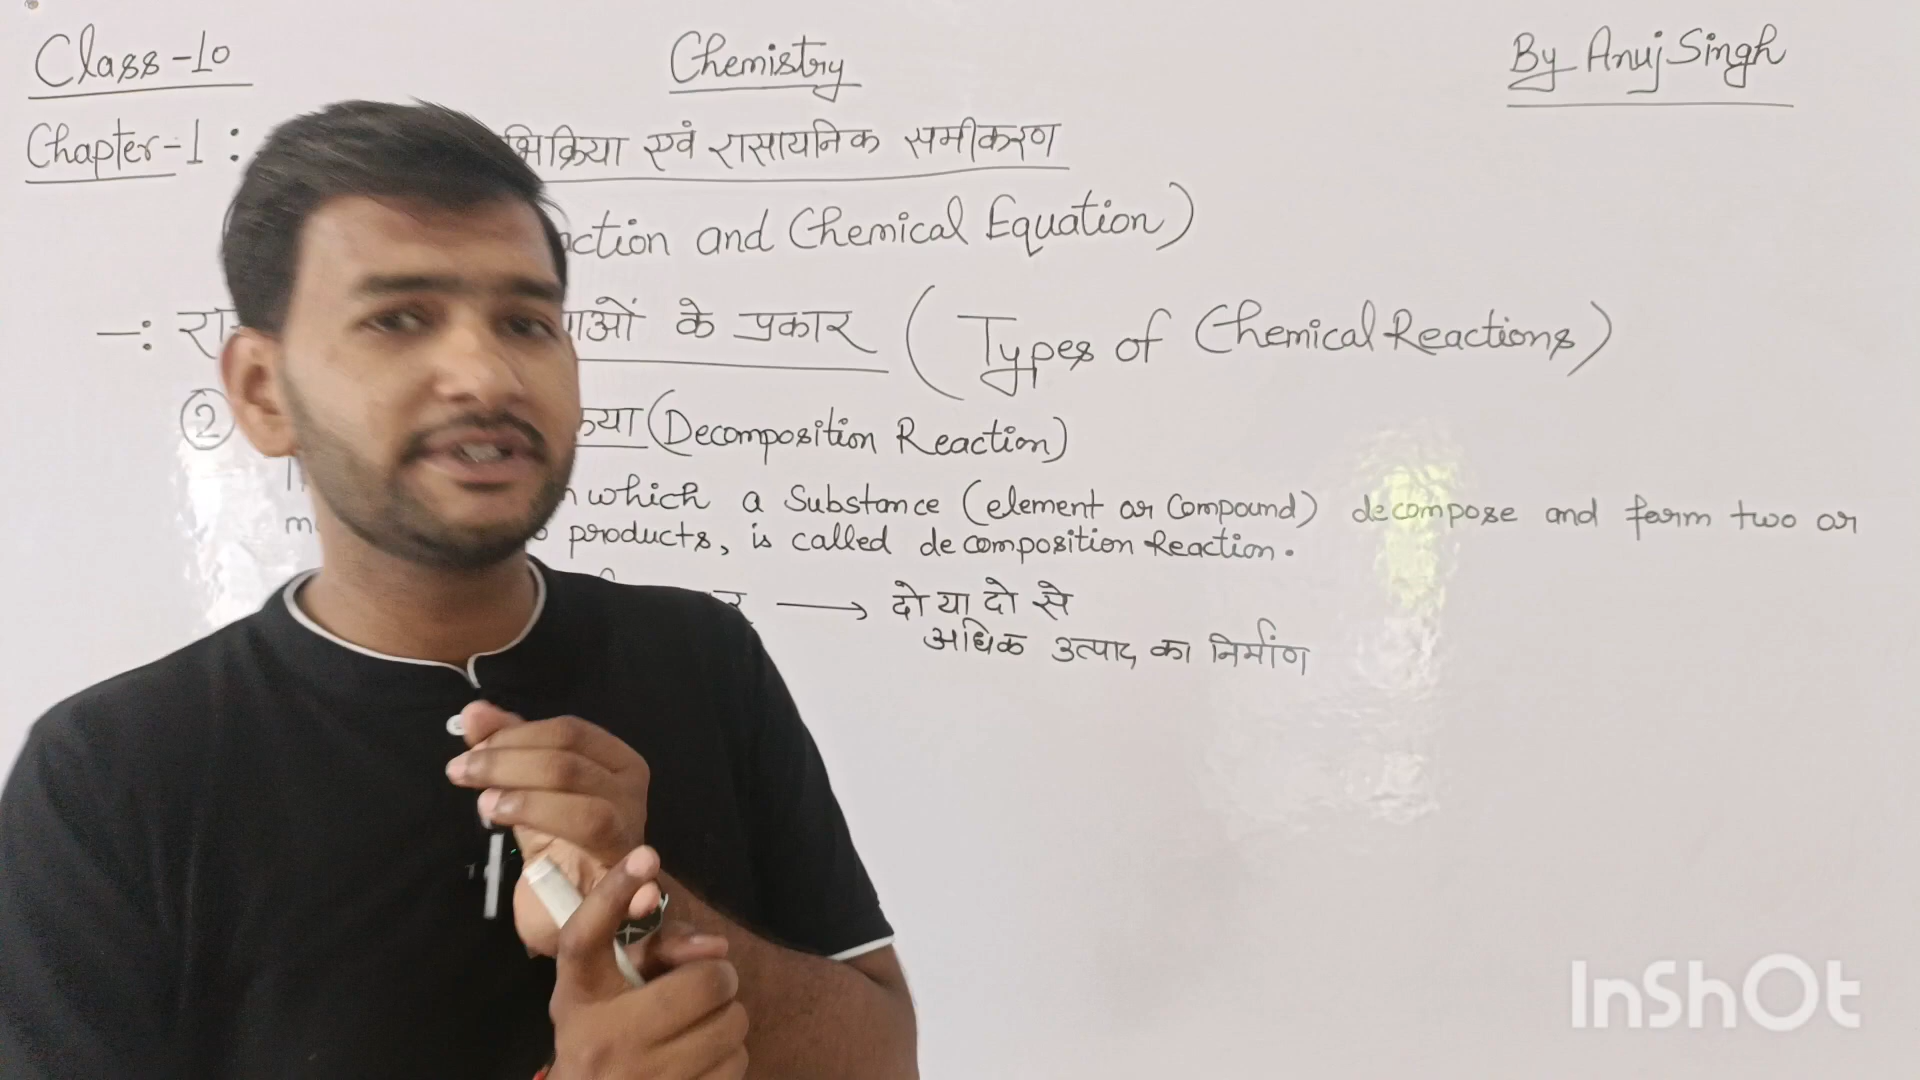 Class-10
Chemistry
By Anuj Singh
Chapter-1 :
एवं रासायनिक समीकरण
and Chemical Equation)
के प्रकार (Types of Chemical Reactions)
② (Decomposition Reaction)
which a Substance (element or Compound) decompose and form two or
products, is called decomposition Reaction.
⟶ दो या दो से
अधिक उत्पाद का निर्मांण
InShOt